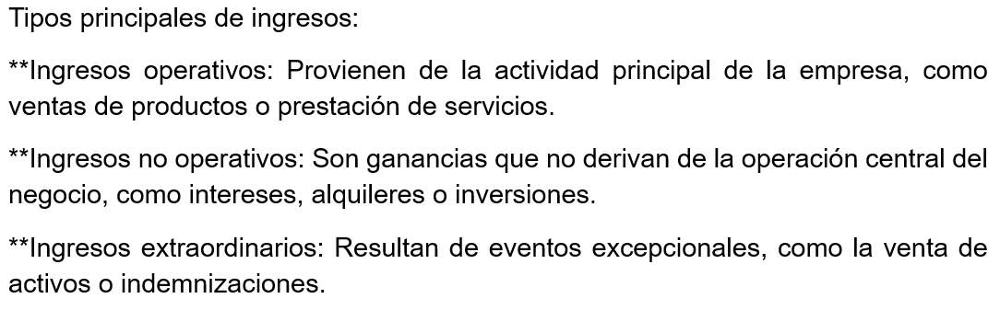 Tipos principales de ingresos:
**Ingresos operativos: Provienen de la actividad principal de la empresa, como
ventas de productos o prestación de servicios.
**Ingresos no operativos: Son ganancias que no derivan de la operación central del
negocio, como intereses, alquileres o inversiones.
**Ingresos extraordinarios: Resultan de eventos excepcionales, como la venta de
activos o indemnizaciones.